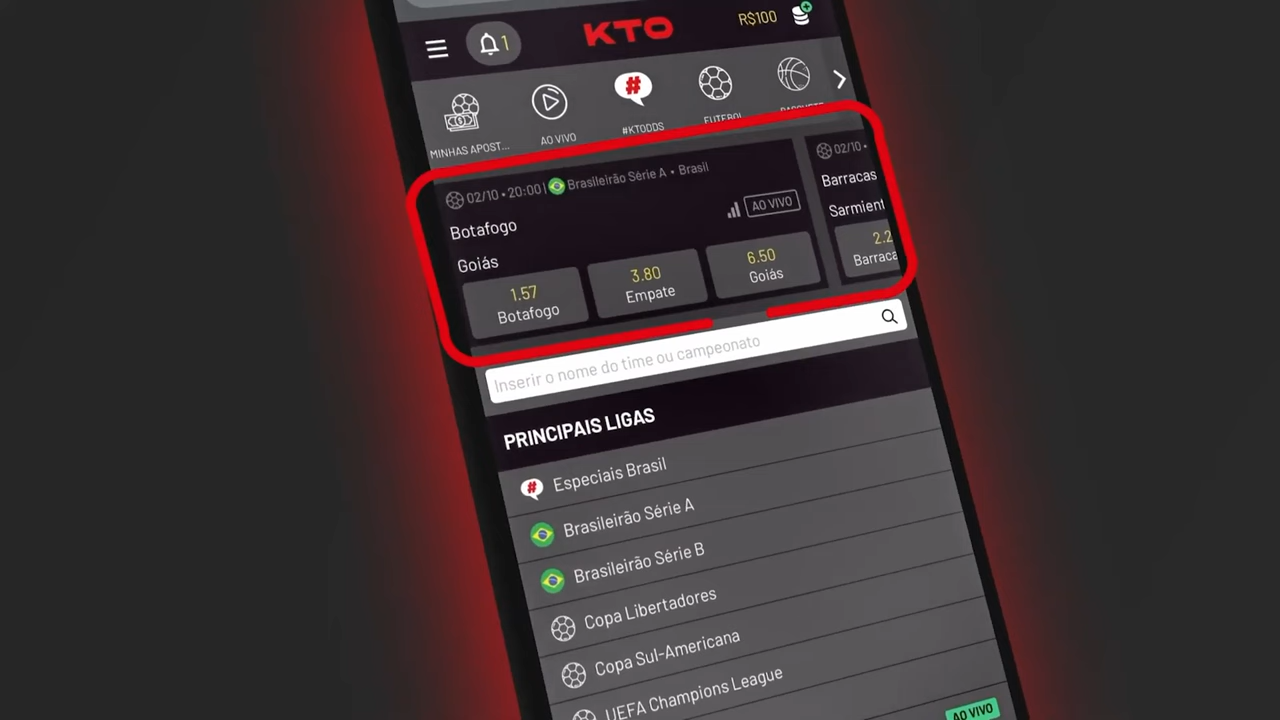 1
KTO
R$100
MINHAS APOST...
AO VIVO
#KTODDS
FUTEBOL
02/10 • 20:00 | Brasileirão Série A • Brasil
Botafogo
AO VIVO
Goiás
1.57
Botafogo
3.80
Empate
6.50
Goiás
02/10 •
Barracas
Sarmient
2.2
Barraca
Inserir o nome do time ou campeonato
PRINCIPAIS LIGAS
Especiais Brasil
Brasileirão Série A
Brasileirão Série B
Copa Libertadores
Copa Sul-Americana
UEFA Champions League
AO VIVO